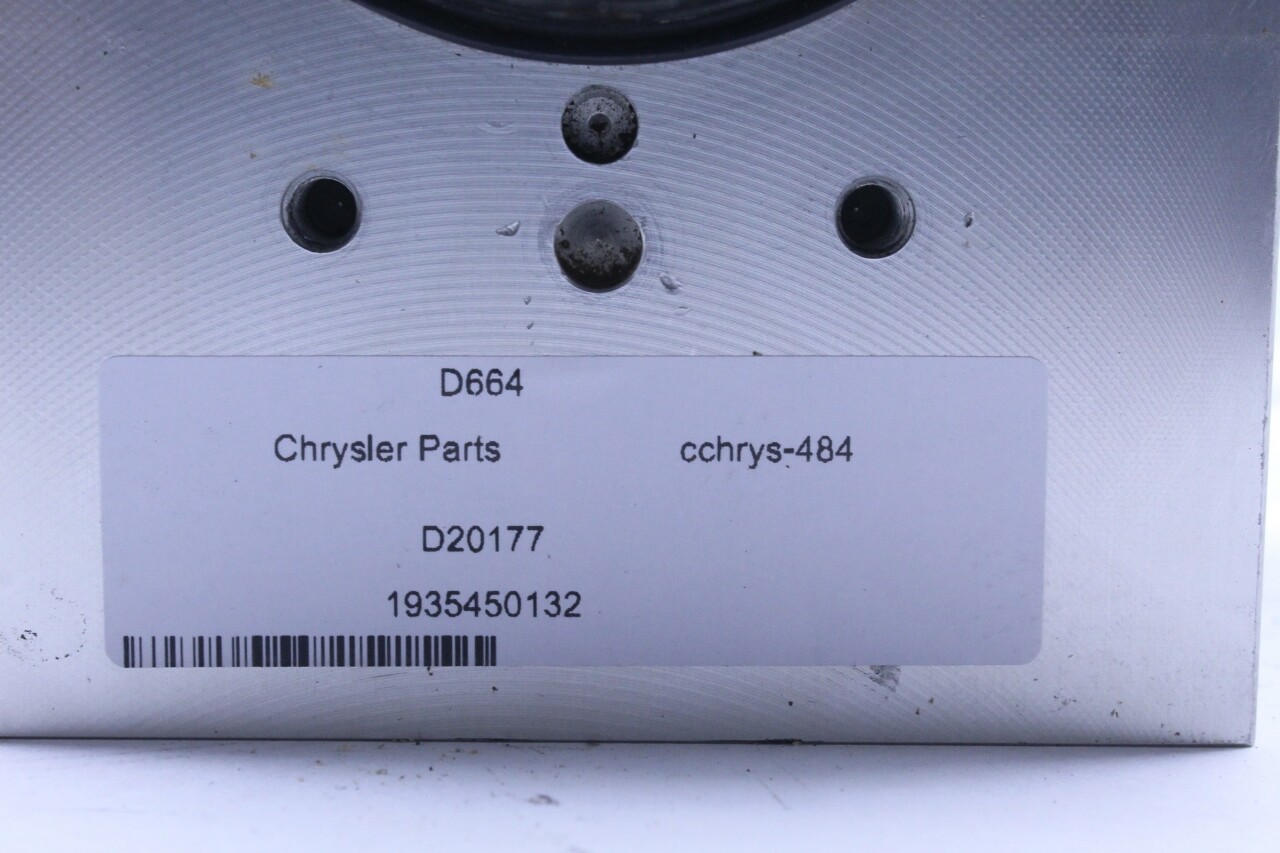 D664
Chrysler Parts cchrys-484
D20177
1935450132